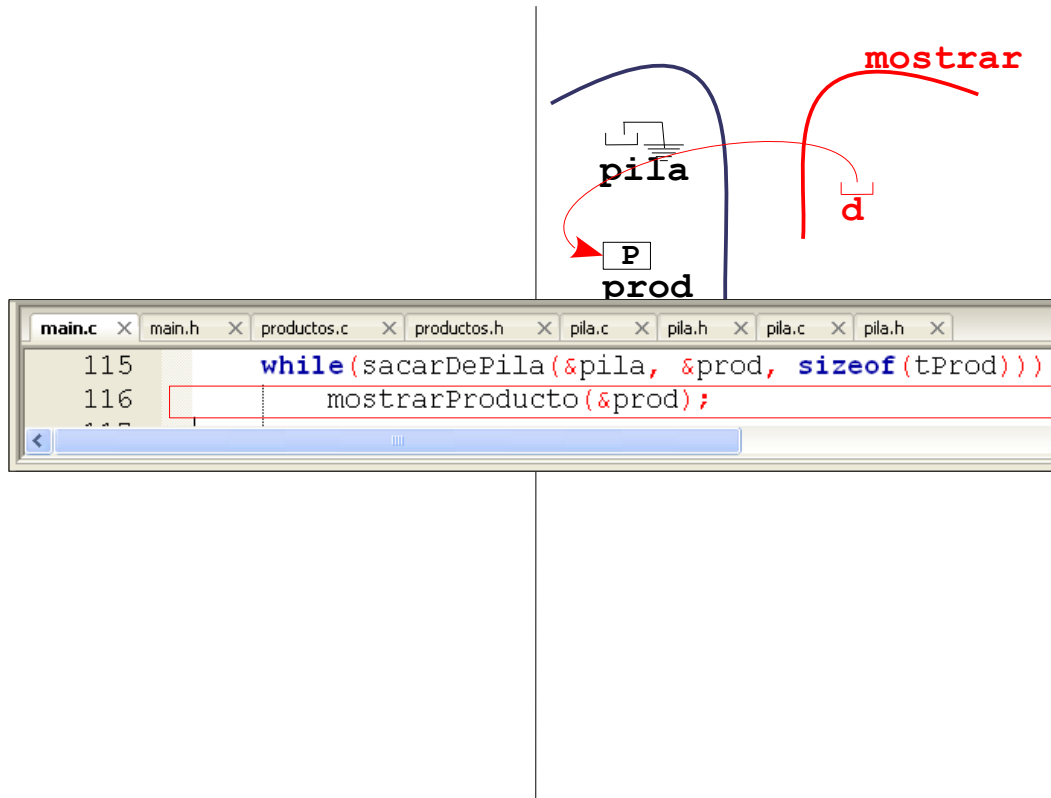 mostrar
pila
d
P
prod
main.c main.h productos.c productos.h pila.c pila.h pila.c pila.h
115 while(sacarDePila(&pila, &prod, sizeof(tProd)))
116 mostrarProducto(&prod);